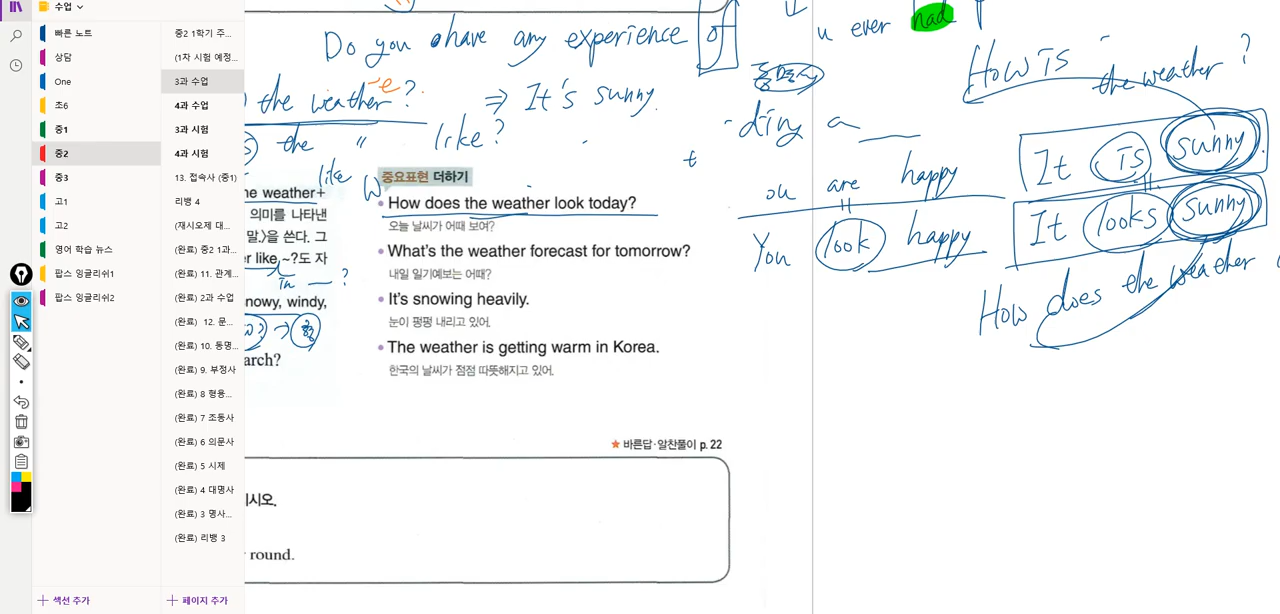 수업
빠른 노트
상담
One
초6
중1
중2
중3
고1
고2
영어 학습 뉴스
팝스 잉글리쉬1
팝스 잉글리쉬2
색션 추가
중2 1학기 주...
(1차 시험 예정...
3과 수업
4과 수업
3과 시험
4과 시험
13. 접속사 (중1)
리뱅 4
(재시오제 대...
(완료) 중2 1과...
(완료) 11. 관계...
(완료) 2과 수업
(완료) 12. 문...
(완료) 10. 동명...
(완료) 9. 부정사
(완료) 8 형용...
(완료) 7 조동사
(완료) 6 의문사
(완료) 5 시제
(완료) 4 대명사
(완료) 3 명사...
(완료) 리뱅 3
페이지 추가
Do you have any experience of
the weather? ⇒ It's sunny.
the " like?
like
he weather+
의미를 나타낸
말.)을 쓴다. 그
er like ~?도 자
in ?
nowy, windy,
arch?
중요표현 더하기
How does the weather look today?
오늘 날씨가 어때 보여?
What's the weather forecast for tomorrow?
내일 일기예보는 어때?
It's snowing heavily.
눈이 펑펑 내리고 있어.
The weather is getting warm in Korea.
한국의 날씨가 점점 따뜻해지고 있어.
바른답·알찬풀이 p. 22
시오.
round.
u ever had
ding a
ou are happy
You look happy
How is the weather?
It is sunny.
It looks sunny
How does the weather